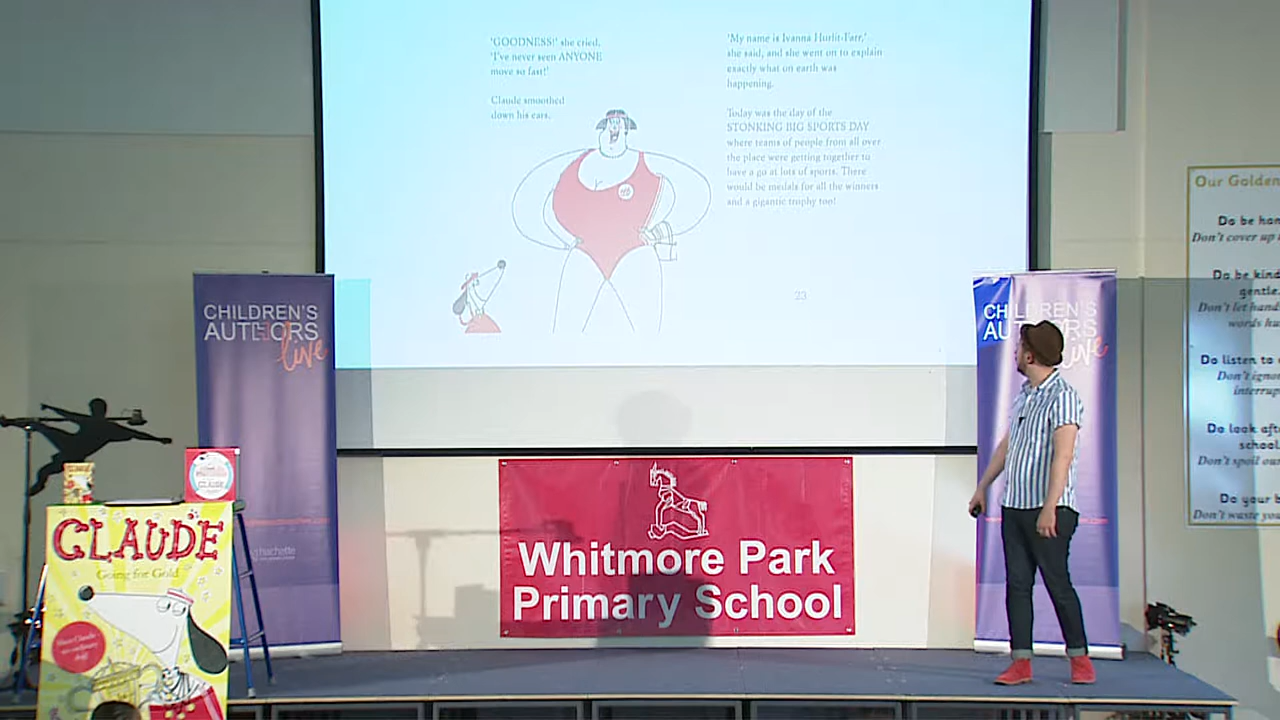 'GOODNESS!' she cried,
'I've never seen ANYONE
move so fast!'
Claude smoothed
down his ears.
'My name is Ivanna Hurlit-Farr,'
she said, and she went on to explain
exactly what on earth was
happening.
Today was the day of the
STONKING BIG SPORTS DAY
where teams of people from all over
the place were getting together to
have a go at lots of sports. There
would be medals for all the winners
and a gigantic trophy too!
23
CHILDREN'S
AUTHORS
live
hachette
CHILDREN'S
AUTHORS
live
CLAUDE
Going for Gold
CLAUDE
Whitmore Park
Primary School
Our Golden
Do be hon
Don't cover up
Do be kind
gentle.
Don't let hand
words hu
Do listen to
Don't igno
interrup
Do look aft
school
Don't spoil ou
Do your b
Don't waste yo